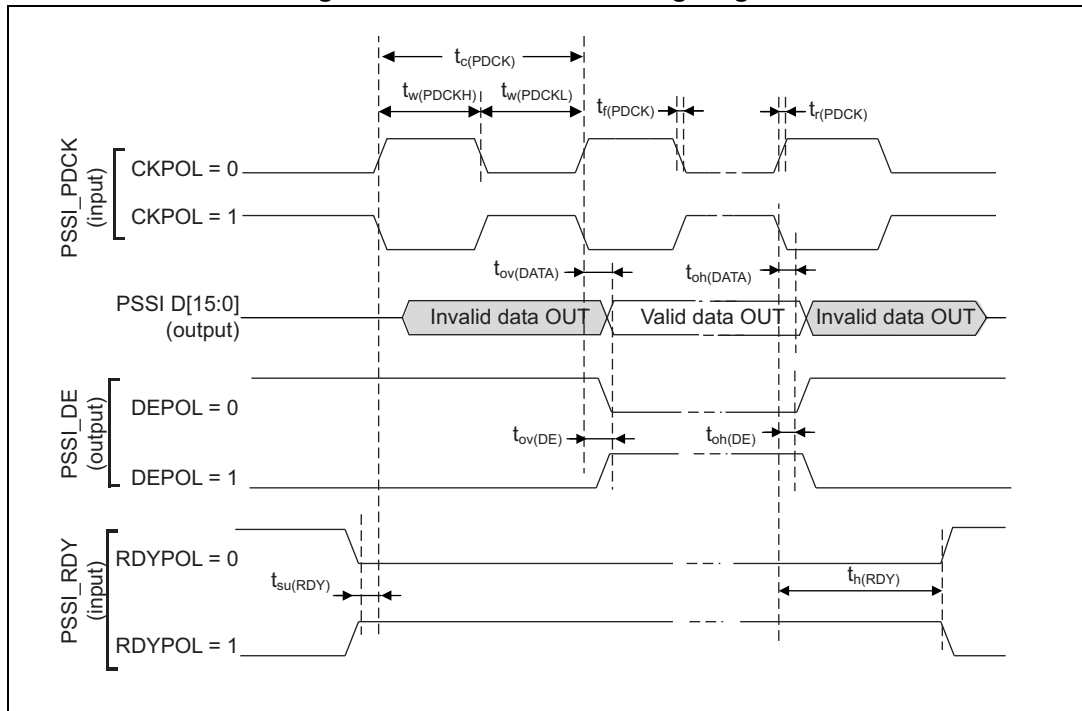 tc(PDCK)
tw(PDCKH) tw(PDCKL) tf(PDCK) tr(PDCK)
PSSI_PDCK
(input)
CKPOL = 0
CKPOL = 1
tov(DATA) toh(DATA)
PSSI D[15:0]
(output)
Invalid data OUT Valid data OUT Invalid data OUT
PSSI_DE
(output)
DEPOL = 0
tov(DE) toh(DE)
DEPOL = 1
PSSI_RDY
(input)
RDYPOL = 0
tsu(RDY) th(RDY)
RDYPOL = 1